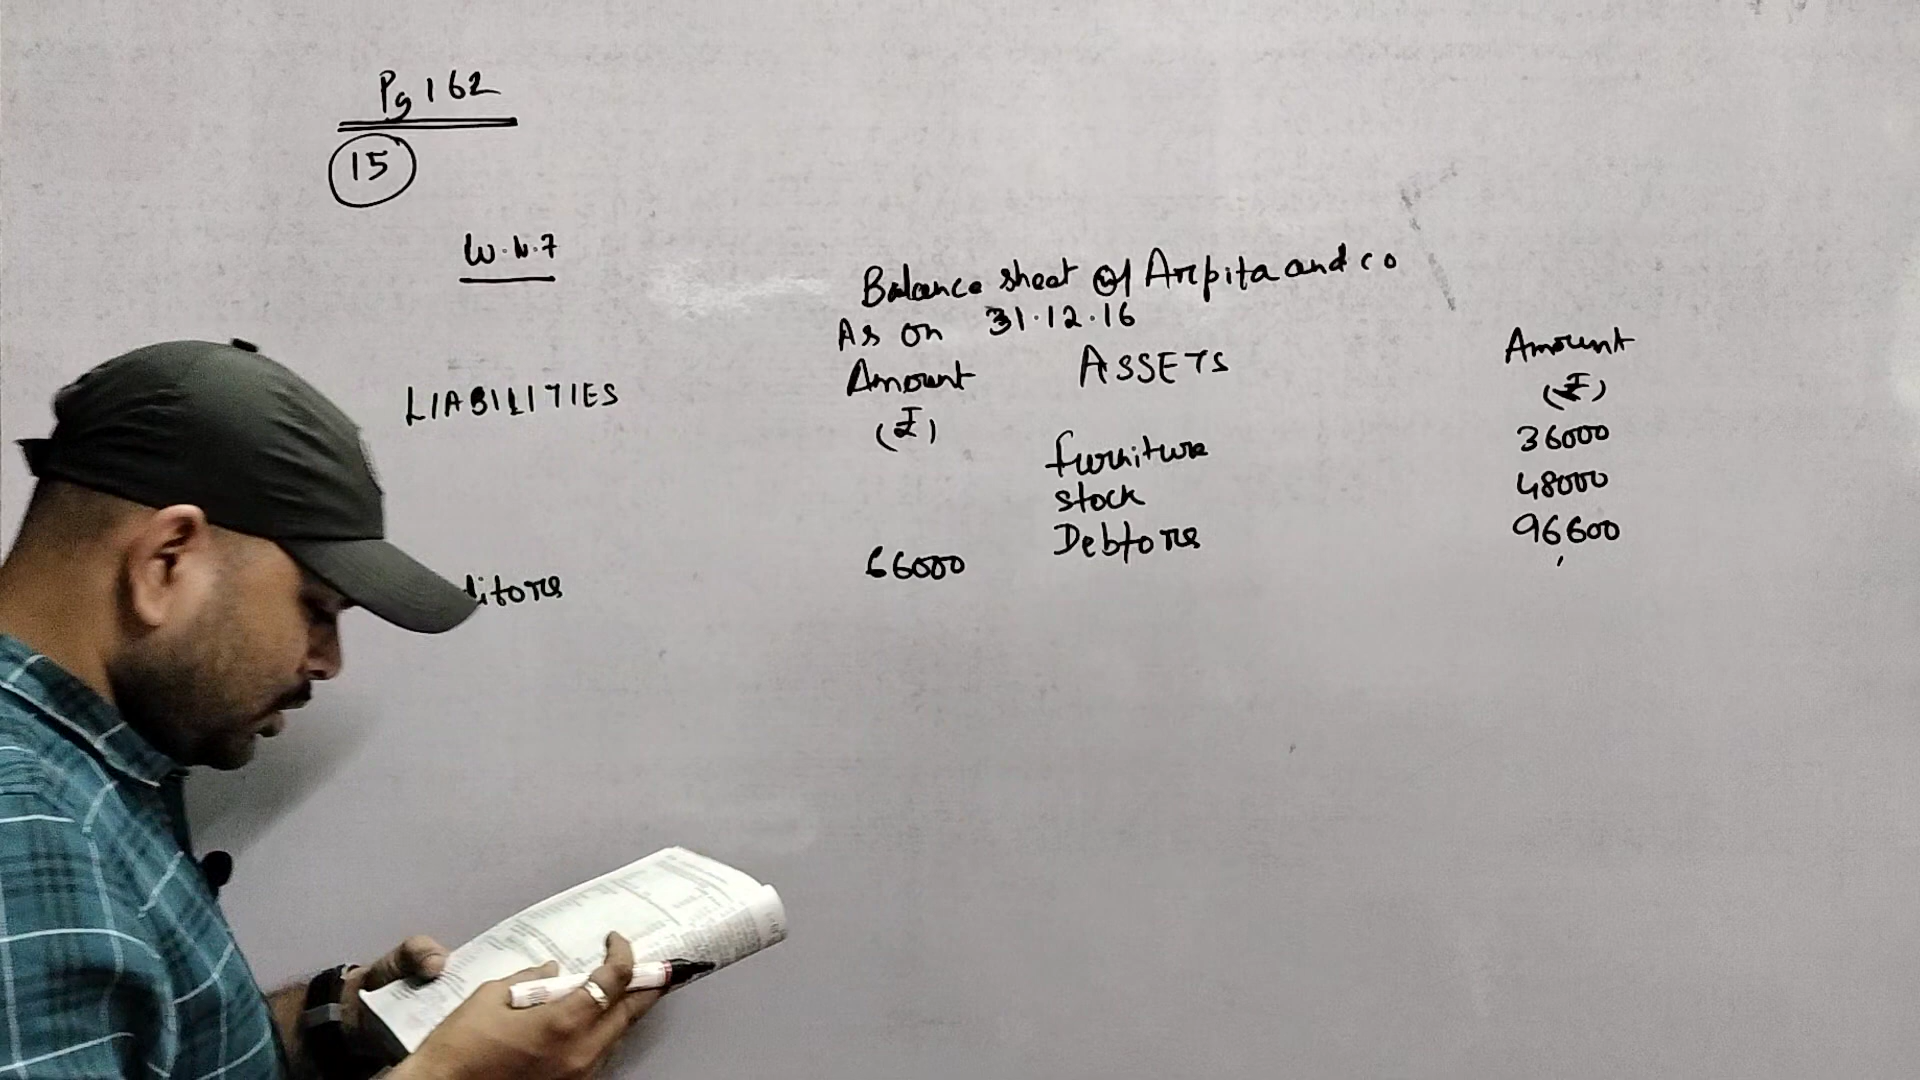 Pg 162
15
W.N.7
Balance sheet of Arpita and co
As on 31.12.16
LIABILITIES Amount (₹) ASSETS Amount (₹)
furniture 36000
stock 48000
Debtors 96600
ditors 66000